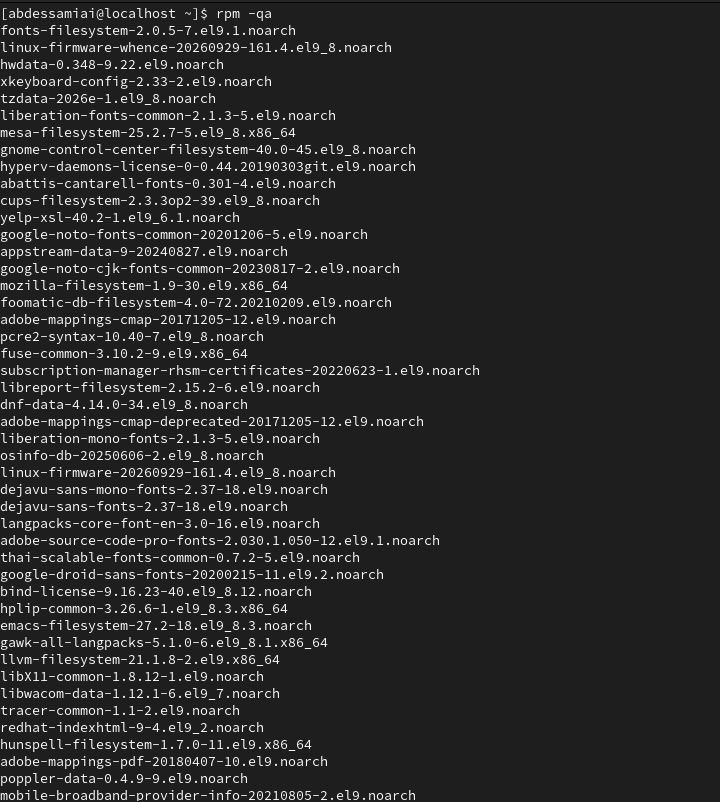 [abdessamiai@localhost ~]$ rpm -qa
fonts-filesystem-2.0.5-7.el9.1.noarch
linux-firmware-whence-20260929-161.4.el9_8.noarch
hwdata-0.348-9.22.el9.noarch
xkeyboard-config-2.33-2.el9.noarch
tzdata-2026e-1.el9_8.noarch
liberation-fonts-common-2.1.3-5.el9.noarch
mesa-filesystem-25.2.7-5.el9_8.x86_64
gnome-control-center-filesystem-40.0-45.el9_8.noarch
hyperv-daemons-license-0-0.44.20190303git.el9.noarch
abattis-cantarell-fonts-0.301-4.el9.noarch
cups-filesystem-2.3.3op2-39.el9_8.noarch
yelp-xsl-40.2-1.el9_6.1.noarch
google-noto-fonts-common-20201206-5.el9.noarch
appstream-data-9-20240827.el9.noarch
google-noto-cjk-fonts-common-20230817-2.el9.noarch
mozilla-filesystem-1.9-30.el9.x86_64
foomatic-db-filesystem-4.0-72.20210209.el9.noarch
adobe-mappings-cmap-20171205-12.el9.noarch
pcre2-syntax-10.40-7.el9_8.noarch
fuse-common-3.10.2-9.el9.x86_64
subscription-manager-rhsm-certificates-20220623-1.el9.noarch
libreport-filesystem-2.15.2-6.el9.noarch
dnf-data-4.14.0-34.el9_8.noarch
adobe-mappings-cmap-deprecated-20171205-12.el9.noarch
liberation-mono-fonts-2.1.3-5.el9.noarch
osinfo-db-20250606-2.el9_8.noarch
linux-firmware-20260929-161.4.el9_8.noarch
dejavu-sans-mono-fonts-2.37-18.el9.noarch
dejavu-sans-fonts-2.37-18.el9.noarch
langpacks-core-font-en-3.0-16.el9.noarch
adobe-source-code-pro-fonts-2.030.1.050-12.el9.1.noarch
thai-scalable-fonts-common-0.7.2-5.el9.noarch
google-droid-sans-fonts-20200215-11.el9.2.noarch
bind-license-9.16.23-40.el9_8.12.noarch
hplip-common-3.26.6-1.el9_8.3.x86_64
emacs-filesystem-27.2-18.el9_8.3.noarch
gawk-all-langpacks-5.1.0-6.el9_8.1.x86_64
llvm-filesystem-21.1.8-2.el9.x86_64
libX11-common-1.8.12-1.el9.noarch
libwacom-data-1.12.1-6.el9_7.noarch
tracer-common-1.1-2.el9.noarch
redhat-indexhtml-9-4.el9_2.noarch
hunspell-filesystem-1.7.0-11.el9.x86_64
adobe-mappings-pdf-20180407-10.el9.noarch
poppler-data-0.4.9-9.el9.noarch
mobile-broadband-provider-info-20210805-2.el9.noarch